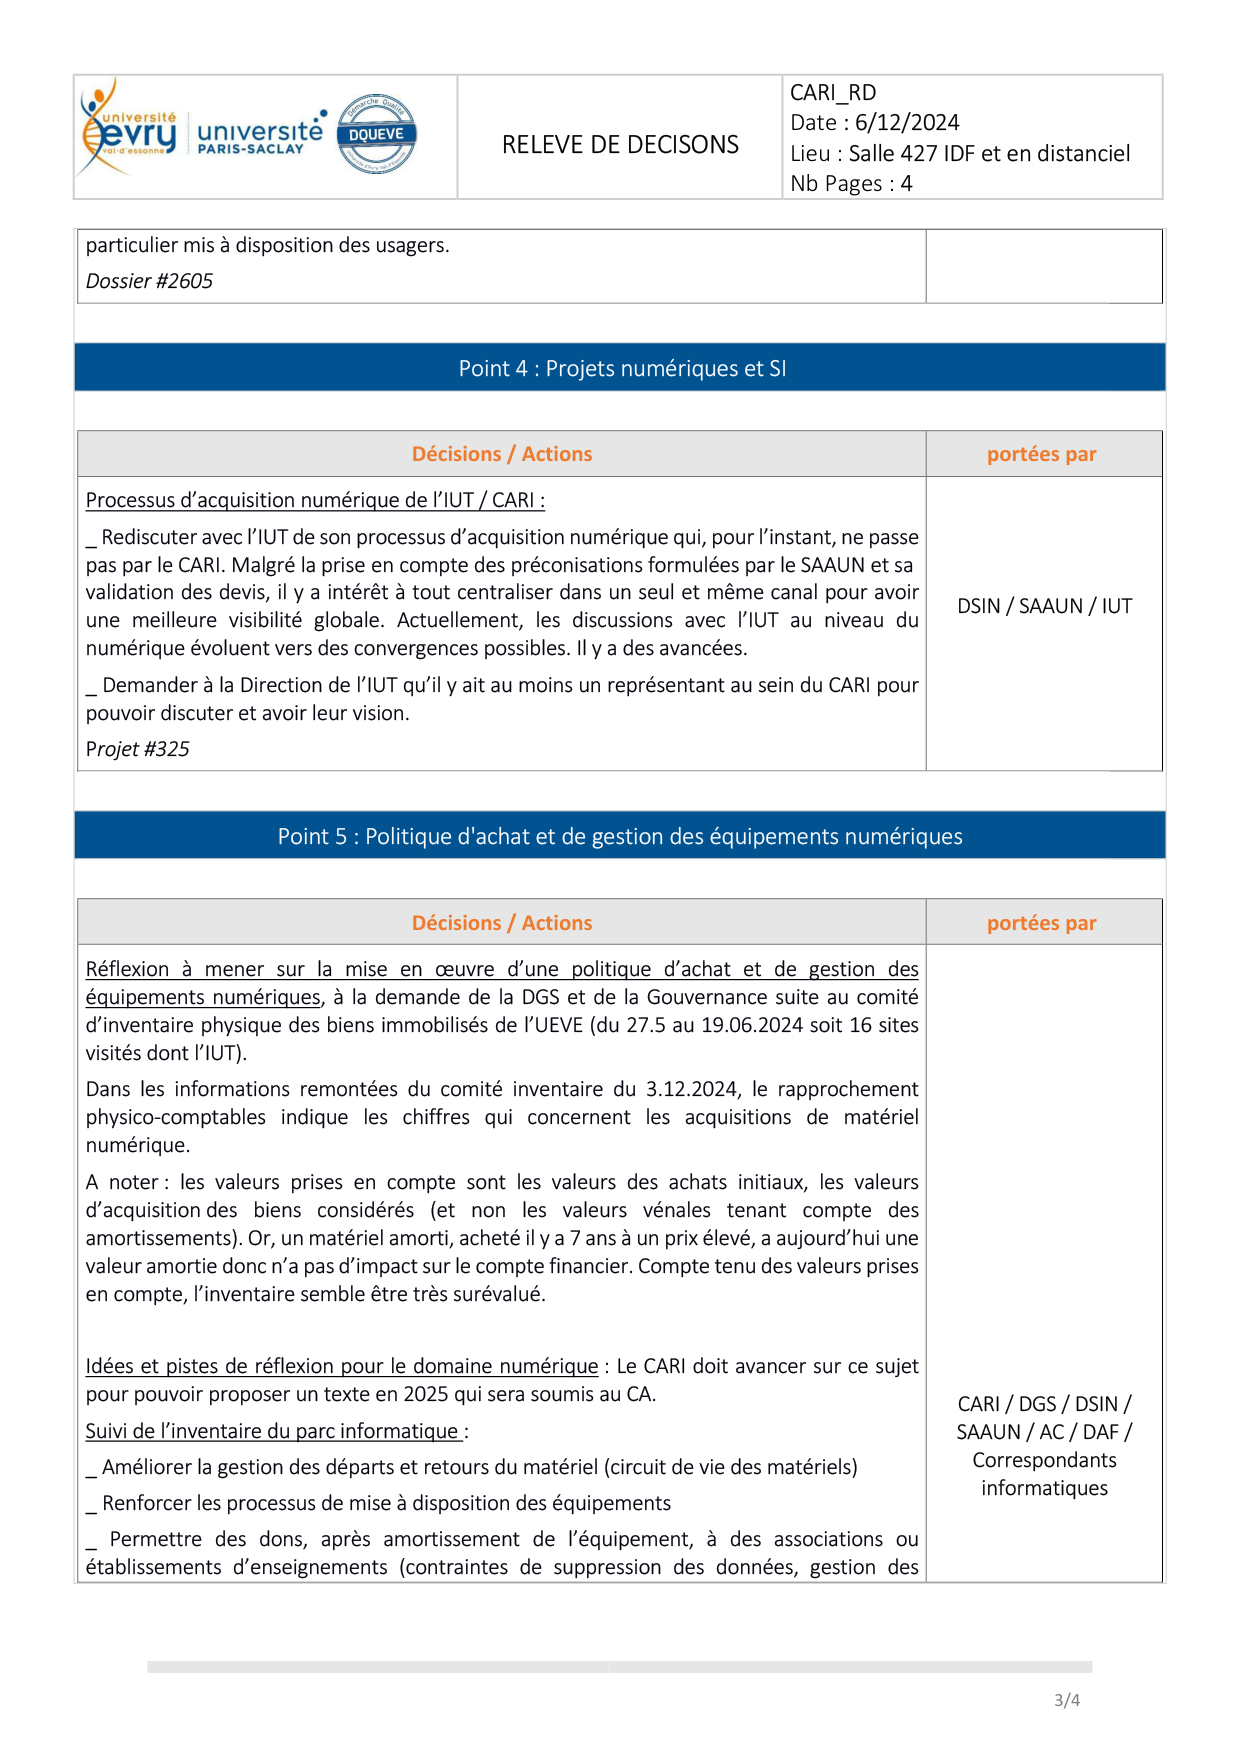 université
evry
val-d'essonne
université
PARIS-SACLAY
Démarche Qualité
DQUEVE
RELEVE DE DECISONS
CARI_RD
Date : 6/12/2024
Lieu : Salle 427 IDF et en distanciel
Nb Pages : 4
particulier mis à disposition des usagers.
Dossier #2605
Point 4 : Projets numériques et SI
Décisions / Actions
portées par
Processus d’acquisition numérique de l’IUT / CARI :
_ Rediscuter avec l’IUT de son processus d’acquisition numérique qui, pour l’instant, ne passe
pas par le CARI. Malgré la prise en compte des préconisations formulées par le SAAUN et sa
validation des devis, il y a intérêt à tout centraliser dans un seul et même canal pour avoir
une meilleure visibilité globale. Actuellement, les discussions avec l’IUT au niveau du
numérique évoluent vers des convergences possibles. Il y a des avancées.
_ Demander à la Direction de l’IUT qu’il y ait au moins un représentant au sein du CARI pour
pouvoir discuter et avoir leur vision.
Projet #325
DSIN / SAAUN / IUT
Point 5 : Politique d'achat et de gestion des équipements numériques
Décisions / Actions
portées par
Réflexion à mener sur la mise en œuvre d’une politique d’achat et de gestion des
équipements numériques, à la demande de la DGS et de la Gouvernance suite au comité
d’inventaire physique des biens immobilisés de l’UEVE (du 27.5 au 19.06.2024 soit 16 sites
visités dont l’IUT).
Dans les informations remontées du comité inventaire du 3.12.2024, le rapprochement
physico-comptables indique les chiffres qui concernent les acquisitions de matériel
numérique.
A noter : les valeurs prises en compte sont les valeurs des achats initiaux, les valeurs
d’acquisition des biens considérés (et non les valeurs vénales tenant compte des
amortissements). Or, un matériel amorti, acheté il y a 7 ans à un prix élevé, a aujourd’hui une
valeur amortie donc n’a pas d’impact sur le compte financier. Compte tenu des valeurs prises
en compte, l’inventaire semble être très surévalué.
Idées et pistes de réflexion pour le domaine numérique : Le CARI doit avancer sur ce sujet
pour pouvoir proposer un texte en 2025 qui sera soumis au CA.
Suivi de l’inventaire du parc informatique :
_ Améliorer la gestion des départs et retours du matériel (circuit de vie des matériels)
_ Renforcer les processus de mise à disposition des équipements
_ Permettre des dons, après amortissement de l’équipement, à des associations ou
établissements d’enseignements (contraintes de suppression des données, gestion des
CARI / DGS / DSIN /
SAAUN / AC / DAF /
Correspondants
informatiques
3/4